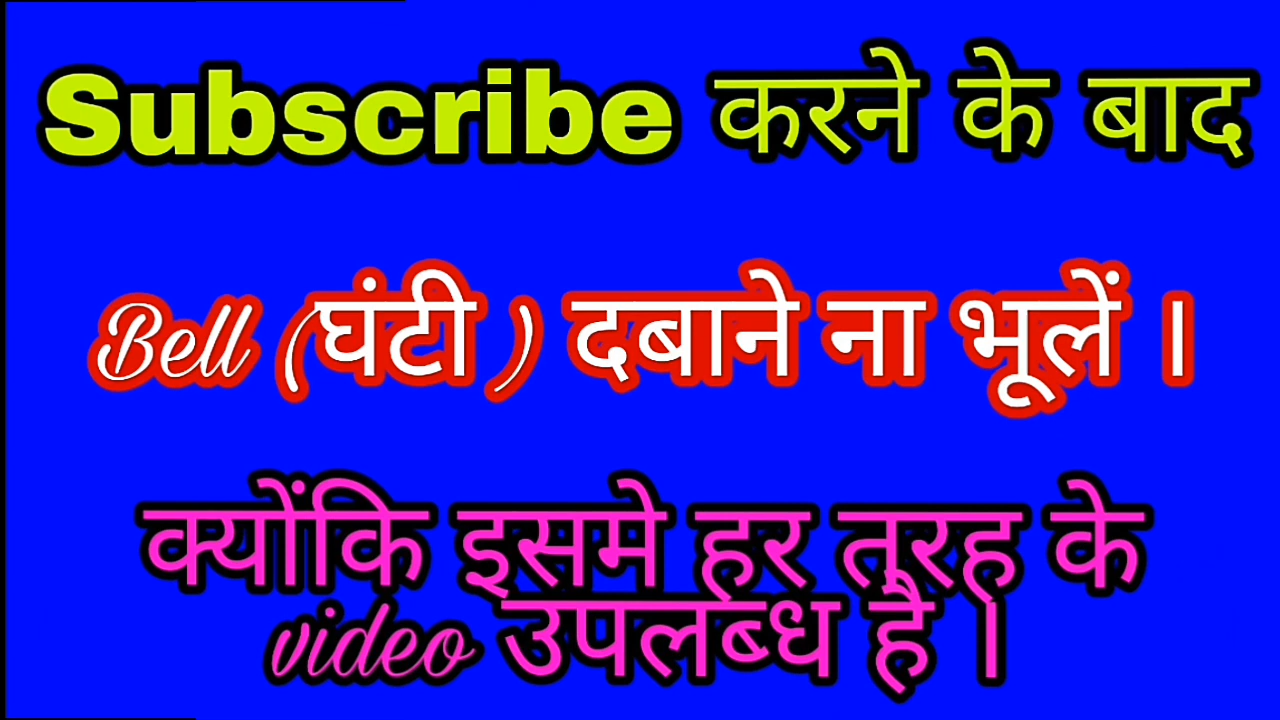 Subscribe करने के बाद
Bell (घंटी ) दबाने ना भूलें ।
क्योंकि इसमे हर तरह के
video उपलब्ध है ।